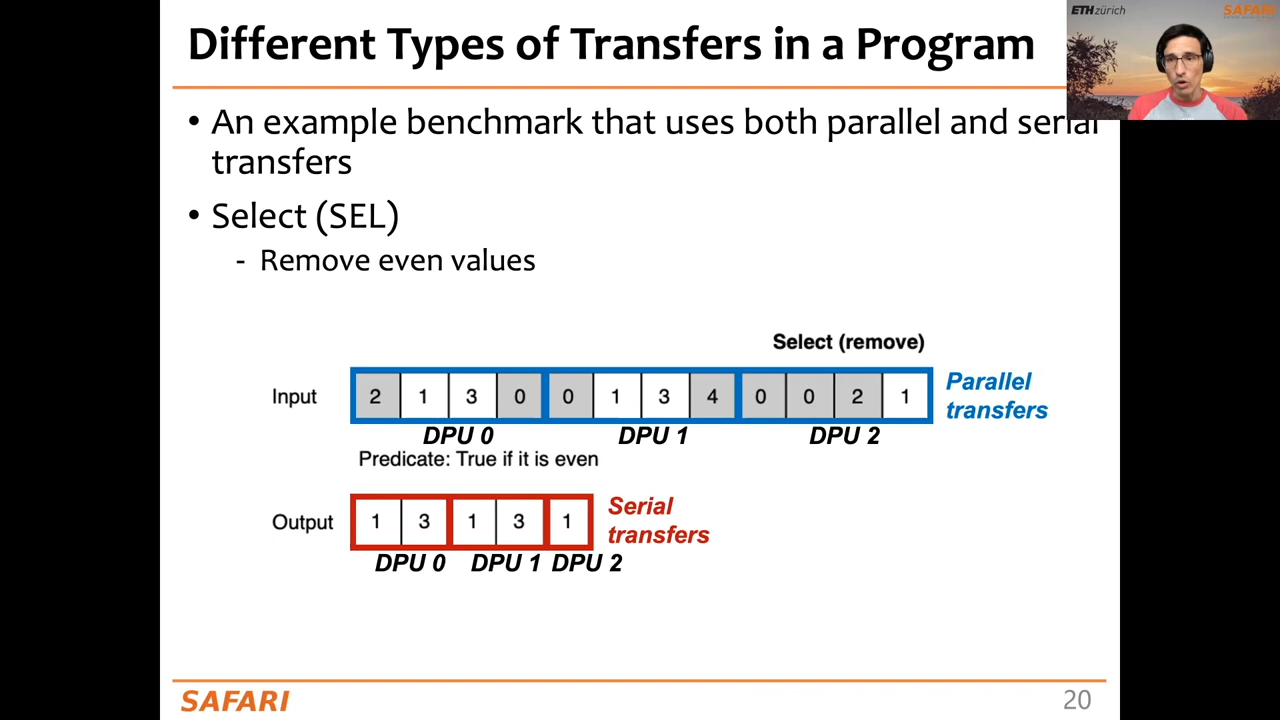 Different Types of Transfers in a Program
ETH zürich
SAFARI
• An example benchmark that uses both parallel and serial
transfers
• Select (SEL)
- Remove even values
Select (remove)
Input 2 1 3 0 0 1 3 4 0 0 2 1 Parallel
transfers
DPU 0 DPU 1 DPU 2
Predicate: True if it is even
Output 1 3 1 3 1 Serial
transfers
DPU 0 DPU 1 DPU 2
SAFARI 20